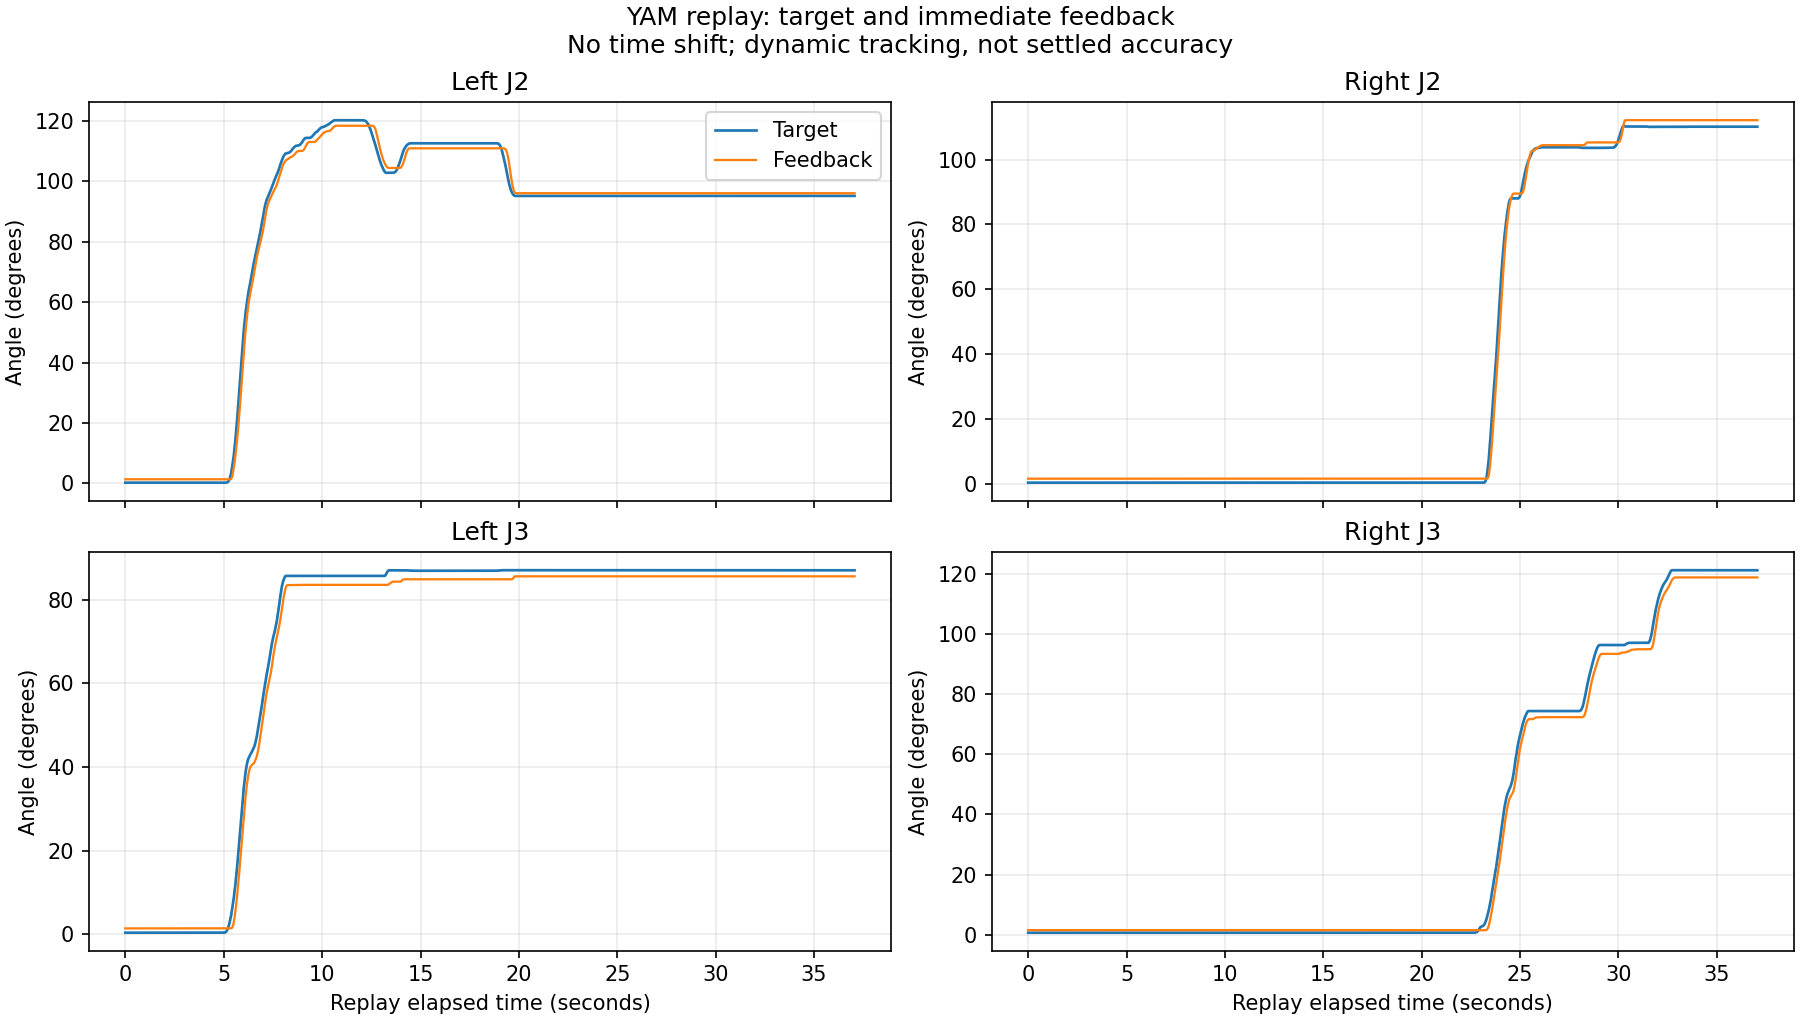 YAM replay: target and immediate feedback
No time shift; dynamic tracking, not settled accuracy
Left J2
Angle (degrees)
120
100
80
60
40
20
0
Target
Feedback
Right J2
Angle (degrees)
100
80
60
40
20
0
Left J3
Angle (degrees)
80
60
40
20
0
0 5 10 15 20 25 30 35
Replay elapsed time (seconds)
Right J3
Angle (degrees)
120
100
80
60
40
20
0
0 5 10 15 20 25 30 35
Replay elapsed time (seconds)